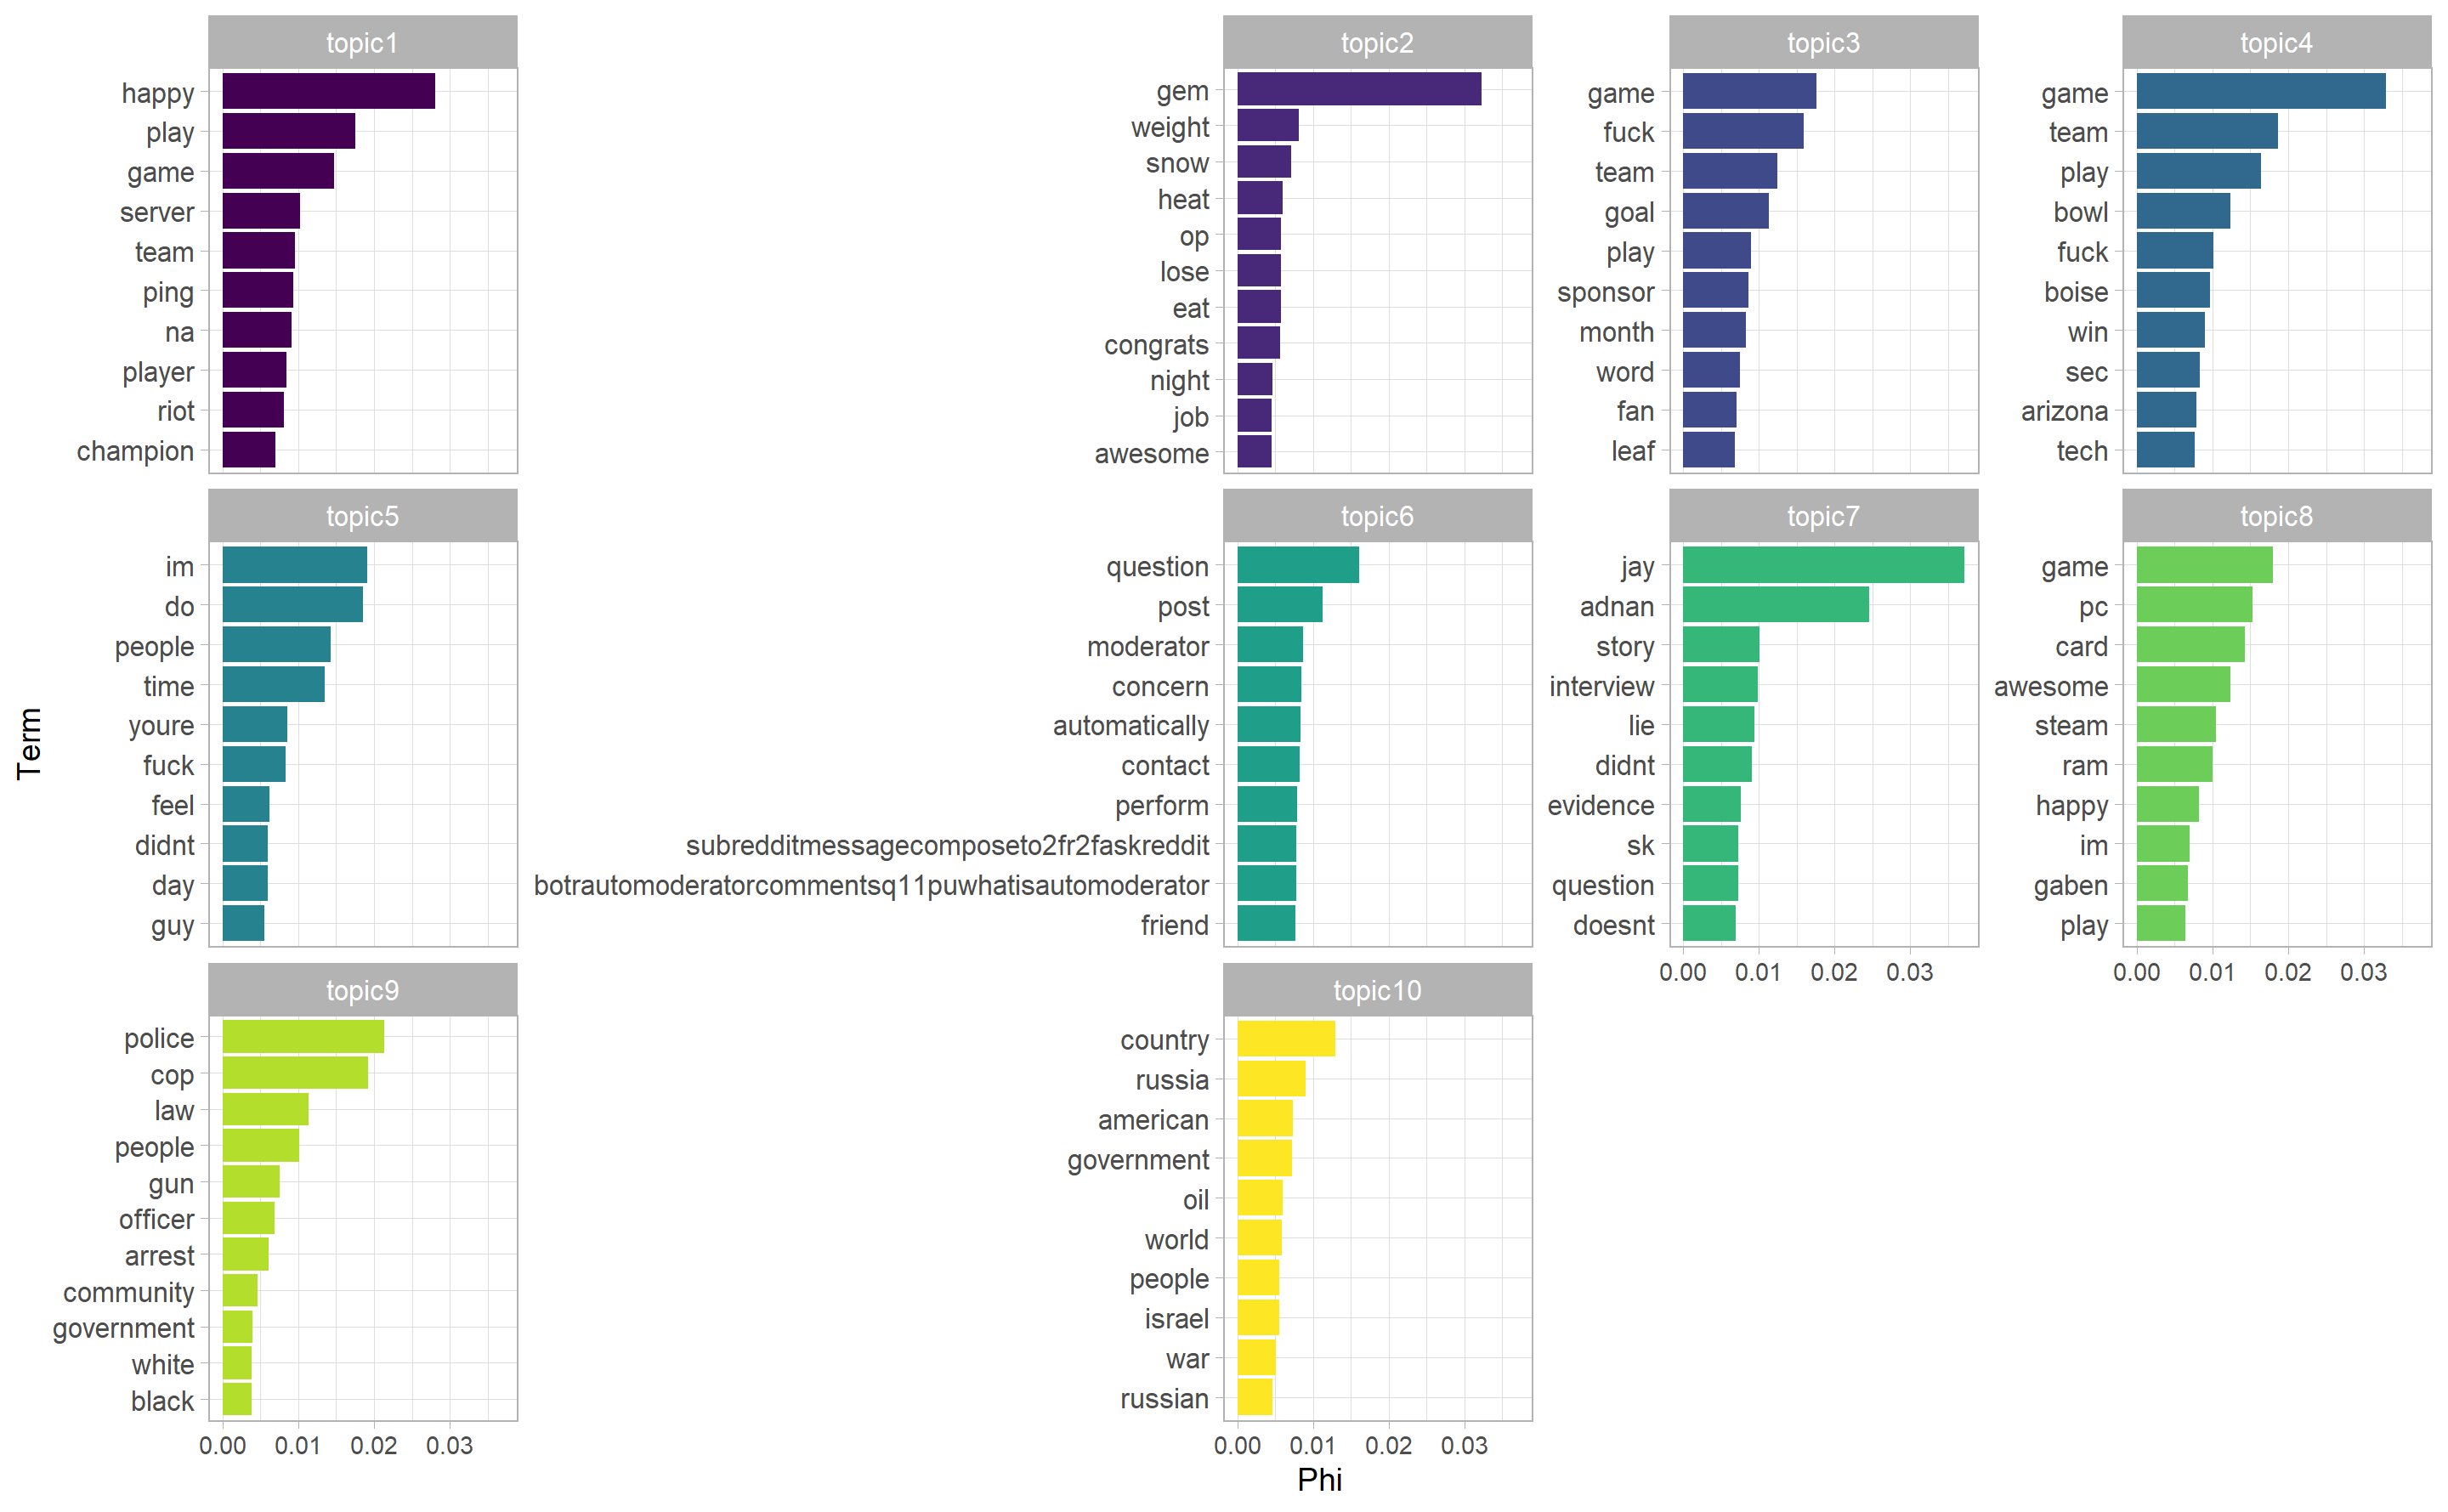 topic1
happy
play
game
server
team
ping
na
player
riot
champion
topic2
gem
weight
snow
heat
op
lose
eat
congrats
night
job
awesome
topic3
game
fuck
team
goal
play
sponsor
month
word
fan
leaf
topic4
game
team
play
bowl
fuck
boise
win
sec
arizona
tech
topic5
im
do
people
time
youre
fuck
feel
didnt
day
guy
topic6
question
post
moderator
concern
automatically
contact
perform
subredditmessagecomposeto2fr2faskreddit
botrautomoderatorcommentsq11puwhatisautomoderator
friend
topic7
jay
adnan
story
interview
lie
didnt
evidence
sk
question
doesnt
0.00 0.01 0.02 0.03
topic8
game
pc
card
awesome
steam
ram
happy
im
gaben
play
0.00 0.01 0.02 0.03
topic9
police
cop
law
people
gun
officer
arrest
community
government
white
black
0.00 0.01 0.02 0.03
topic10
country
russia
american
government
oil
world
people
israel
war
russian
0.00 0.01 0.02 0.03
Term
Phi